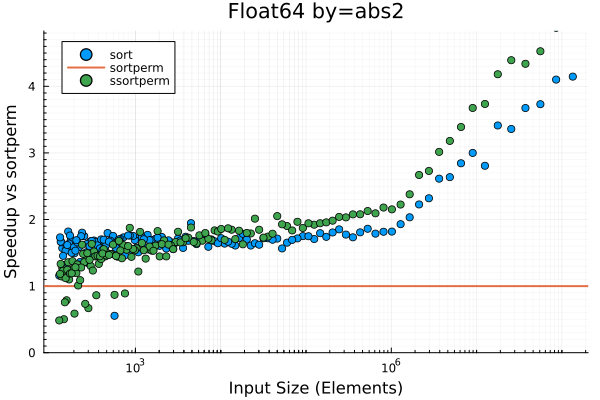 Float64 by=abs2
sort
sortperm
ssortperm
Speedup vs sortperm
4
3
2
1
0
10³
10⁶
Input Size (Elements)